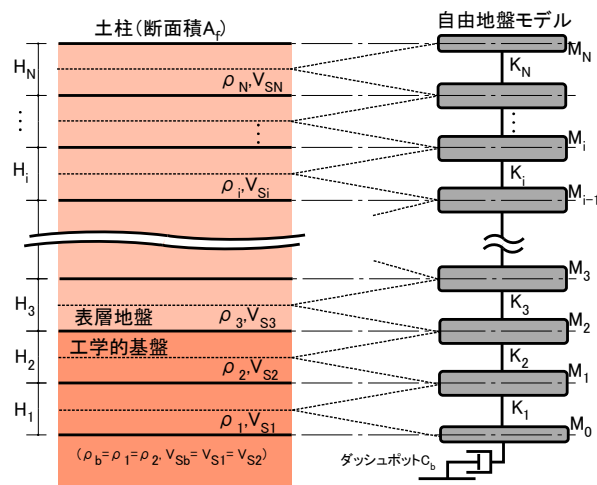 土柱(断面積A_f)
自由地盤モデル
H_N
ρ_N,V_SN
K_N
M_N
⋮
⋮
⋮
H_i
ρ_i,V_Si
K_i
M_i
M_i-1
H_3
表層地盤
ρ_3,V_S3
K_3
M_3
工学的基盤
H_2
ρ_2,V_S2
K_2
M_2
H_1
ρ_1,V_S1
K_1
M_1
M_0
(ρ_b=ρ_1=ρ_2, V_Sb=V_S1=V_S2)
ダッシュポットC_b